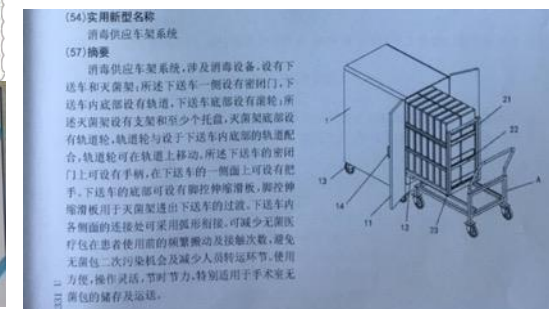 (54)实用新型名称
消毒供应车架系统
(57)摘要
消毒供应车架系统,涉及消毒设备。设有下
送车和灭菌架;所述下送车一侧设有密闭门,下
送车内底部设有轨道,下送车底部设有滚轮;所
述灭菌架设有支架和至少个托盘,灭菌架底部设
有轨道轮,轨道轮与设于下送车内底部的轨道配
合,轨道轮可在轨道上移动。所述下送车的密闭
门上可设有手柄,在下送车的一侧面上可设有把
手。下送车的底部可设有脚控伸缩滑板,脚控伸
缩滑板用于灭菌架送出下送车的过渡。下送车内
各侧面的连接处可采用弧形衔接。可减少无菌医
疗包在患者使用前的频繁搬动及接触次数,避免
无菌包二次污染机会及减少人员转运环节。使用
方便,操作灵活,节时节力,特别适用于手术室无
菌包的储存及运送。
1
13
14
11
12
23
21
22
A